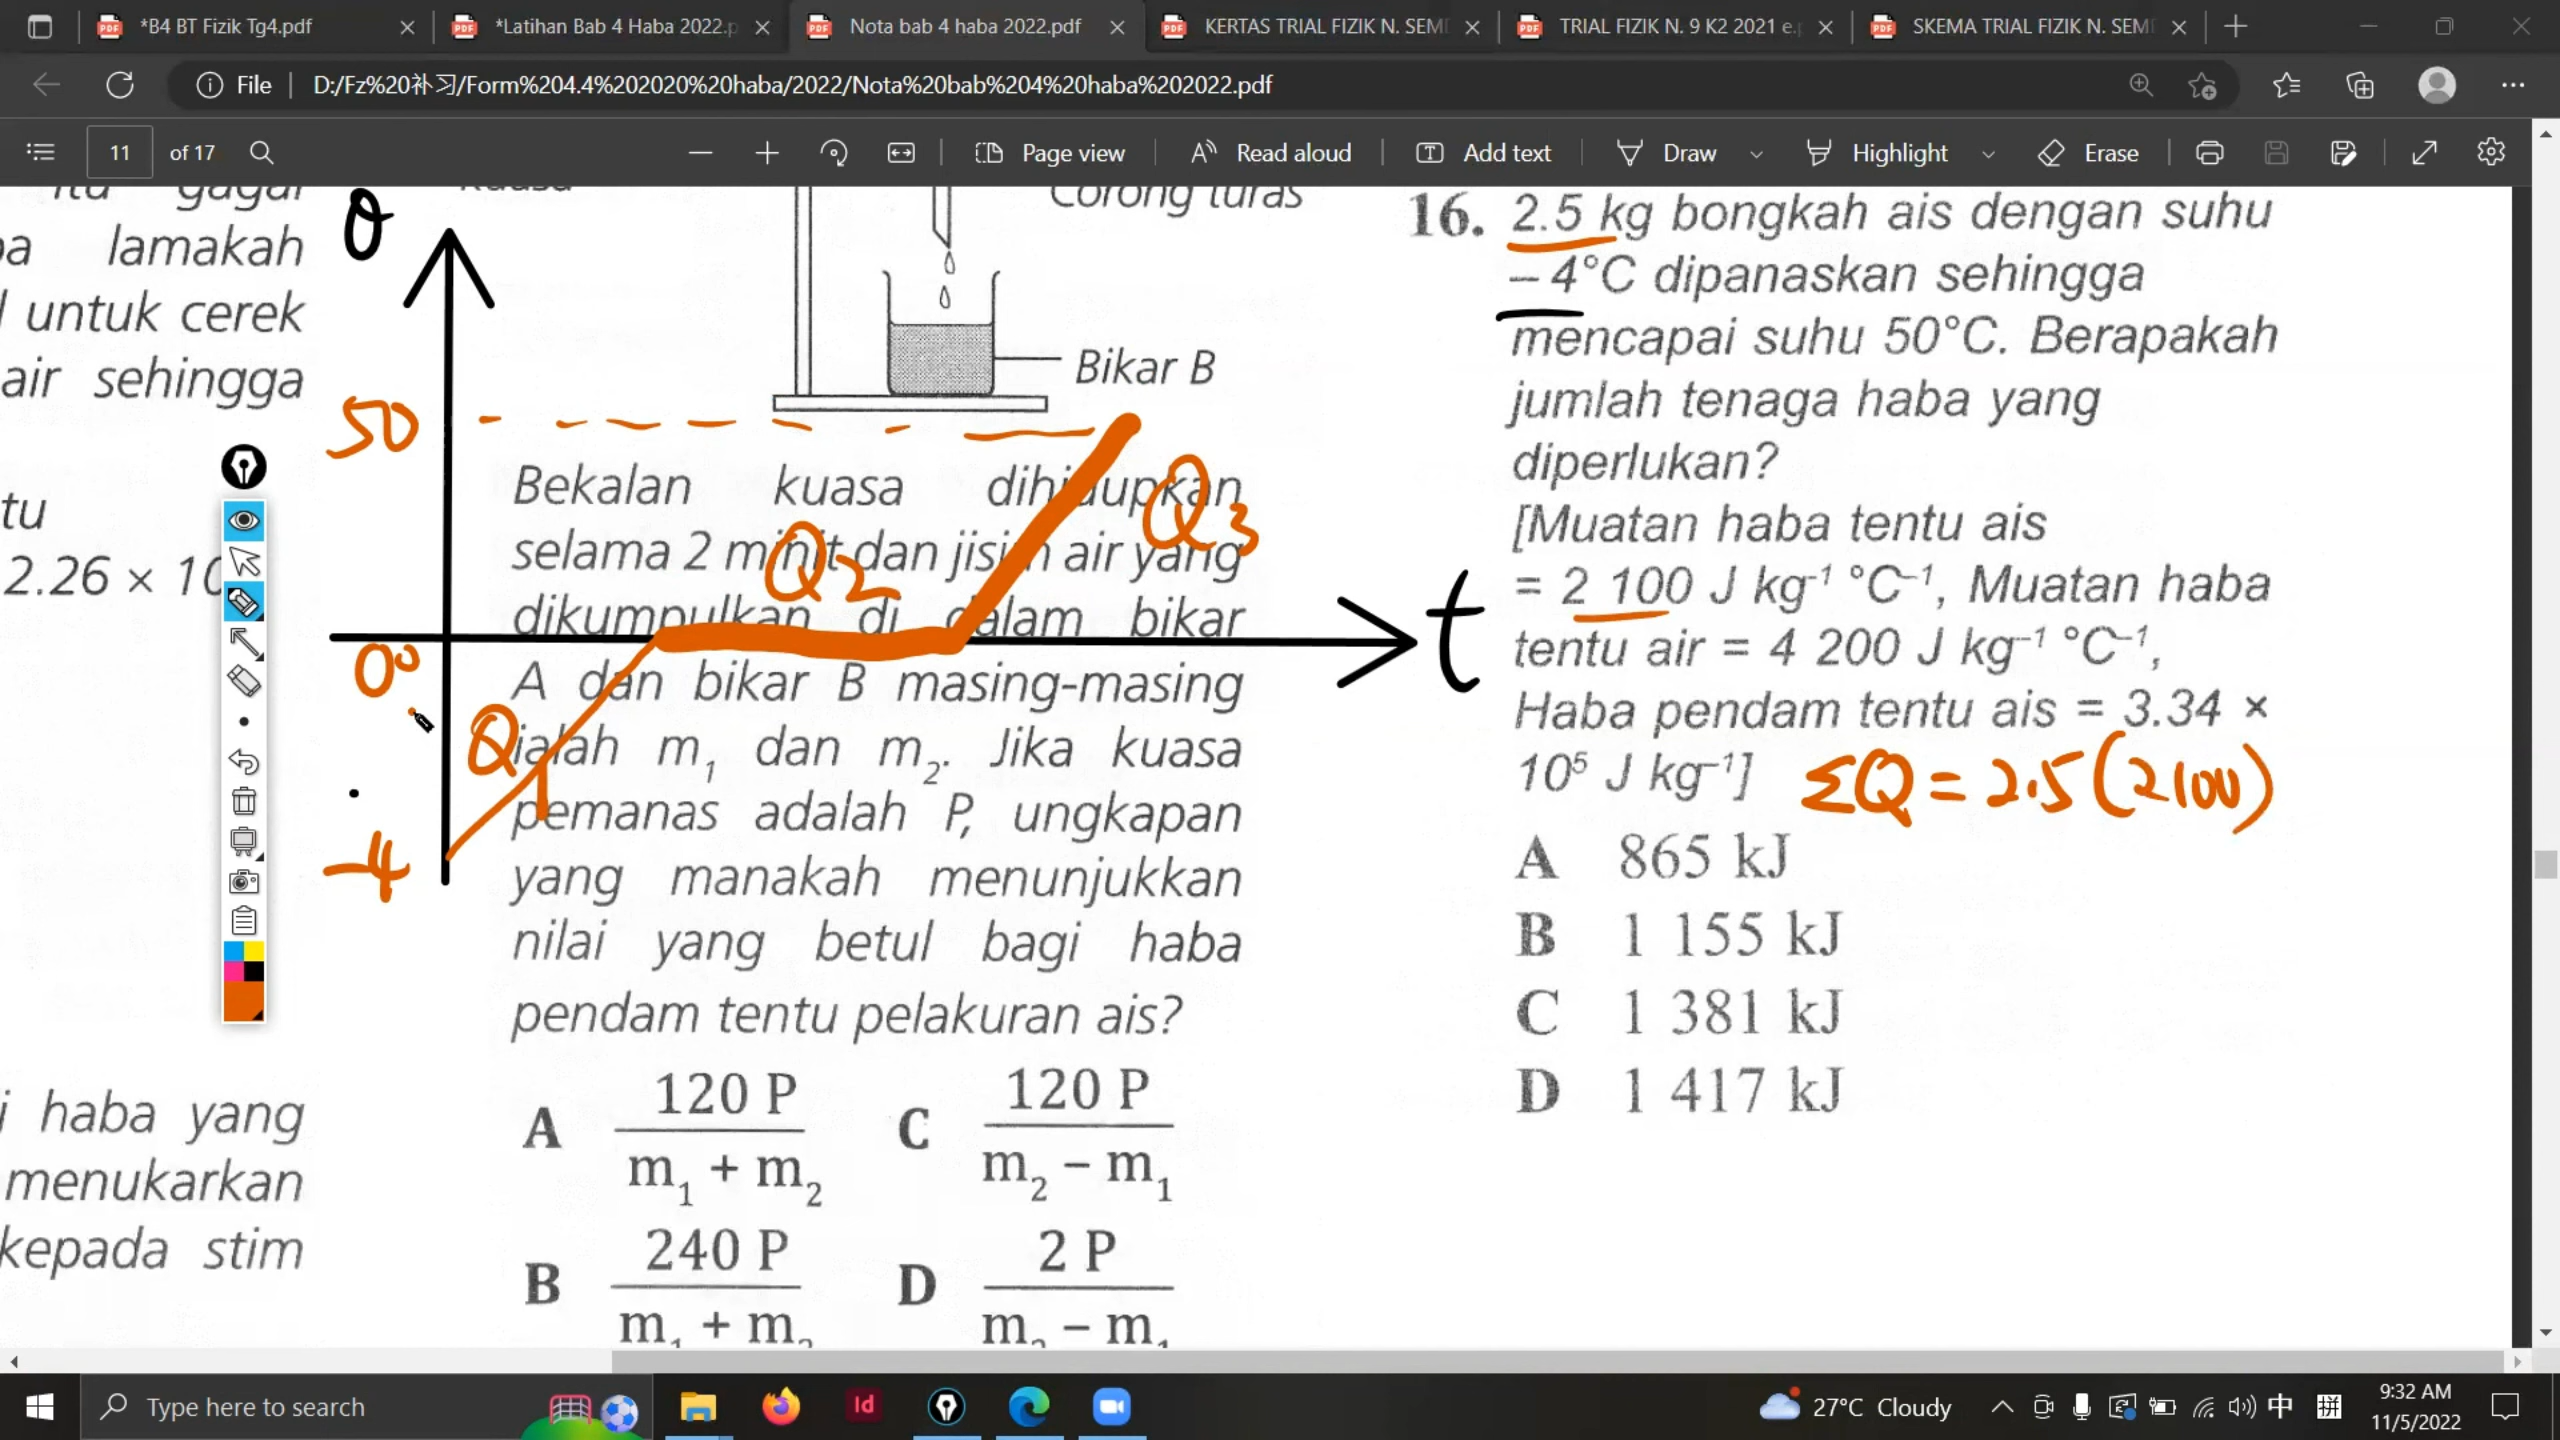 *B4 BT Fizik Tg4.pdf
*Latihan Bab 4 Haba 2022.p
Nota bab 4 haba 2022.pdf
KERTAS TRIAL FIZIK N. SEM
TRIAL FIZIK N. 9 K2 2021 e.
SKEMA TRIAL FIZIK N. SEM
File
D:/Fz%20补习/Form%204.4%202020%20haba/2022/Nota%20bab%204%20haba%202022.pdf
11 of 17
Page view
Read aloud
Add text
Draw
Highlight
Erase
itu gagal
lamakah
untuk cerek
air sehingga
tu
2.26 × 10
haba yang
menukarkan
kepada stim
kuasa
Corong turas
Bikar B
θ
50
0°
-4
Q1
Q2
Q3
t
Bekalan kuasa dihidupkan
selama 2 minit dan jisim air yang
dikumpulkan di dalam bikar
A dan bikar B masing-masing
ialah m₁ dan m₂. Jika kuasa
pemanas adalah P, ungkapan
yang manakah menunjukkan
nilai yang betul bagi haba
pendam tentu pelakuran ais?
A 120 P / m₁ + m₂
C 120 P / m₂ – m₁
B 240 P / m₁ + m₂
D 2 P / m₂ – m₁
16. 2.5 kg bongkah ais dengan suhu
– 4°C dipanaskan sehingga
mencapai suhu 50°C. Berapakah
jumlah tenaga haba yang
diperlukan?
[Muatan haba tentu ais
= 2 100 J kg⁻¹ °C⁻¹, Muatan haba
tentu air = 4 200 J kg⁻¹ °C⁻¹,
Haba pendam tentu ais = 3.34 ×
10⁵ J kg⁻¹]
ΣQ = 2.5(2100)
A 865 kJ
B 1 155 kJ
C 1 381 kJ
D 1 417 kJ
Type here to search
Id
27°C Cloudy
中
拼
9:32 AM
11/5/2022